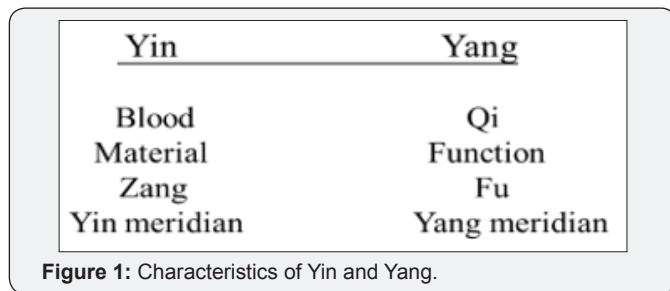 Yin Yang
Blood Qi
Material Function
Zang Fu
Yin meridian Yang meridian
Figure 1: Characteristics of Yin and Yang.